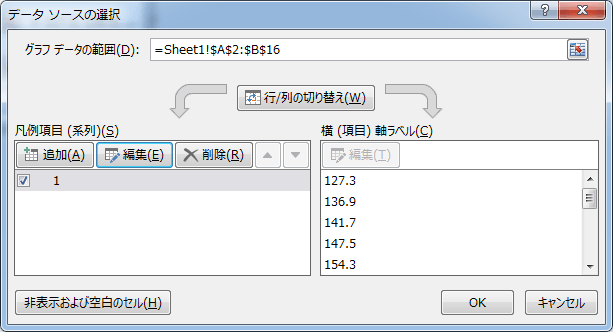 データ ソースの選択
グラフ データの範囲(D):
=Sheet1!$A$2:$B$16
行/列の切り替え(W)
凡例項目 (系列)(S)
追加(A)
編集(E)
削除(R)
1
横 (項目) 軸ラベル(C)
編集(T)
127.3
136.9
141.7
147.5
154.3
非表示および空白のセル(H)
OK
キャンセル